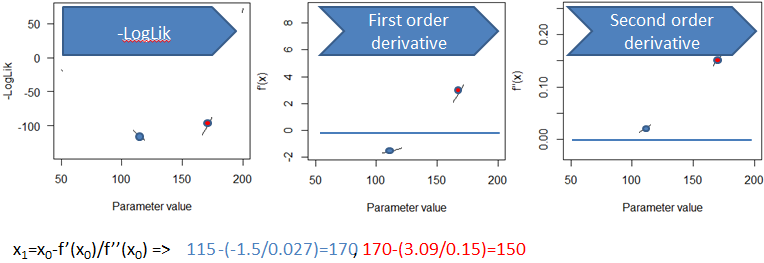 -LogLik
First order
derivative
Second order
derivative
-LogLik
50
0
-50
-100
50
100
150
200
Parameter value
f'(x)
8
6
4
2
0
-2
50
100
150
200
Parameter value
f''(x)
0.20
0.10
0.00
50
100
150
200
Parameter value
x1=x0-f’(x0)/f’’(x0) => 115 -(-1.5/0.027)=170, 170-(3.09/0.15)=150